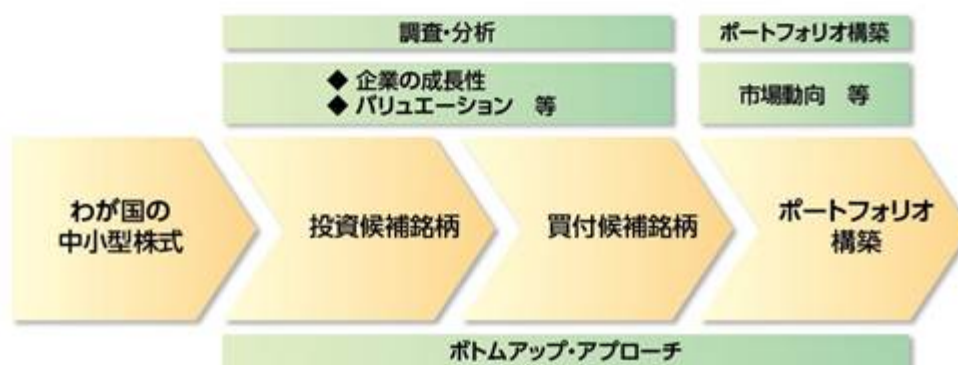 調査・分析
ポートフォリオ構築
◆ 企業の成長性
◆ バリュエーション 等
市場動向 等
わが国の
中小型株式
投資候補銘柄
買付候補銘柄
ポートフォリオ
構築
ボトムアップ・アプローチ